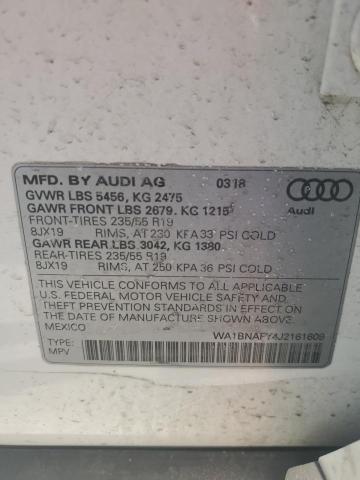 MFD. BY AUDI AG 03 18
GVWR LBS 5456, KG 2475
GAWR FRONT LBS 2679. KG 1215
FRONT-TIRES 235/55 R19
8JX19 RIMS, AT 230 KPA 33 PSI COLD
GAWR REAR LBS 3042, KG 1380
REAR-TIRES 235/55 R19
8JX19 RIMS, AT 250 KPA 36 PSI COLD
Audi
THIS VEHICLE CONFORMS TO ALL APPLICABLE
U.S. FEDERAL MOTOR VEHICLE SAFETY, BUMPER AND
THEFT PREVENTION STANDARDS IN EFFECT ON
THE DATE OF MANUFACTURE SHOWN ABOVE.
MEXICO WA1BNAFY4J2161609
TYPE:
MPV